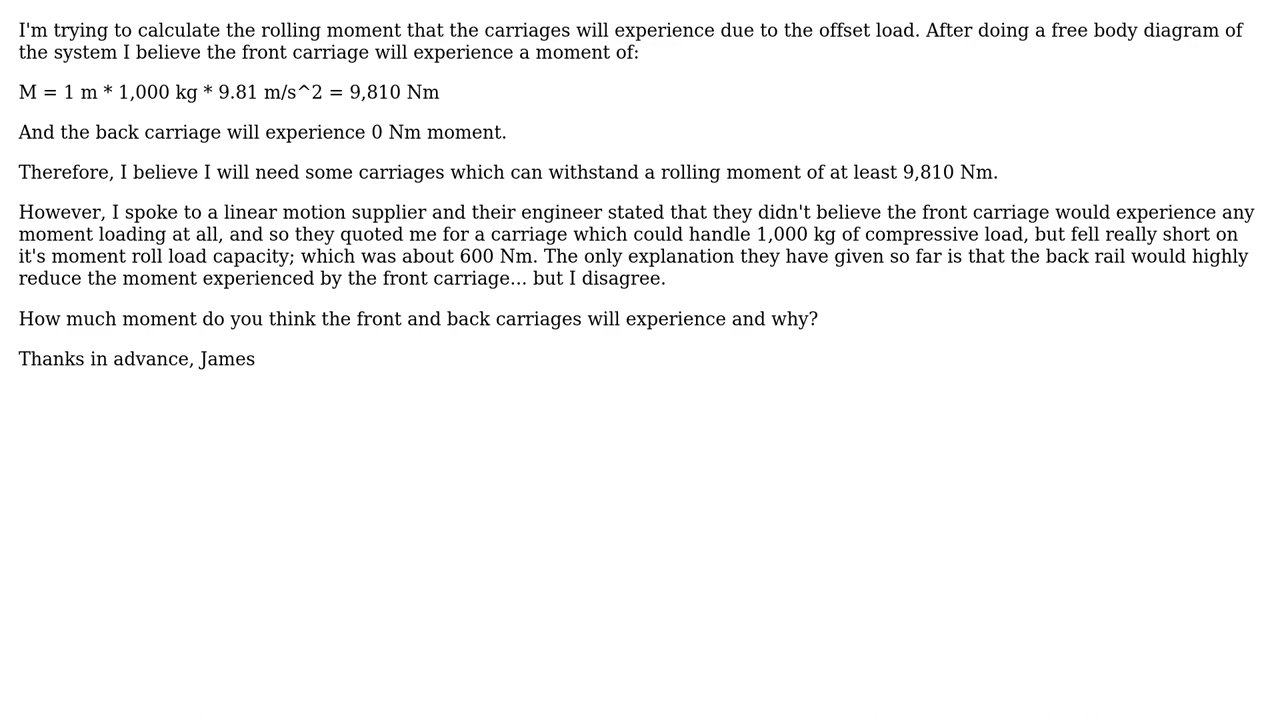 I'm trying to calculate the rolling moment that the carriages will experience due to the offset load. After doing a free body diagram of
the system I believe the front carriage will experience a moment of:
M = 1 m * 1,000 kg * 9.81 m/s^2 = 9,810 Nm
And the back carriage will experience 0 Nm moment.
Therefore, I believe I will need some carriages which can withstand a rolling moment of at least 9,810 Nm.
However, I spoke to a linear motion supplier and their engineer stated that they didn't believe the front carriage would experience any
moment loading at all, and so they quoted me for a carriage which could handle 1,000 kg of compressive load, but fell really short on
it's moment roll load capacity; which was about 600 Nm. The only explanation they have given so far is that the back rail would highly
reduce the moment experienced by the front carriage... but I disagree.
How much moment do you think the front and back carriages will experience and why?
Thanks in advance, James